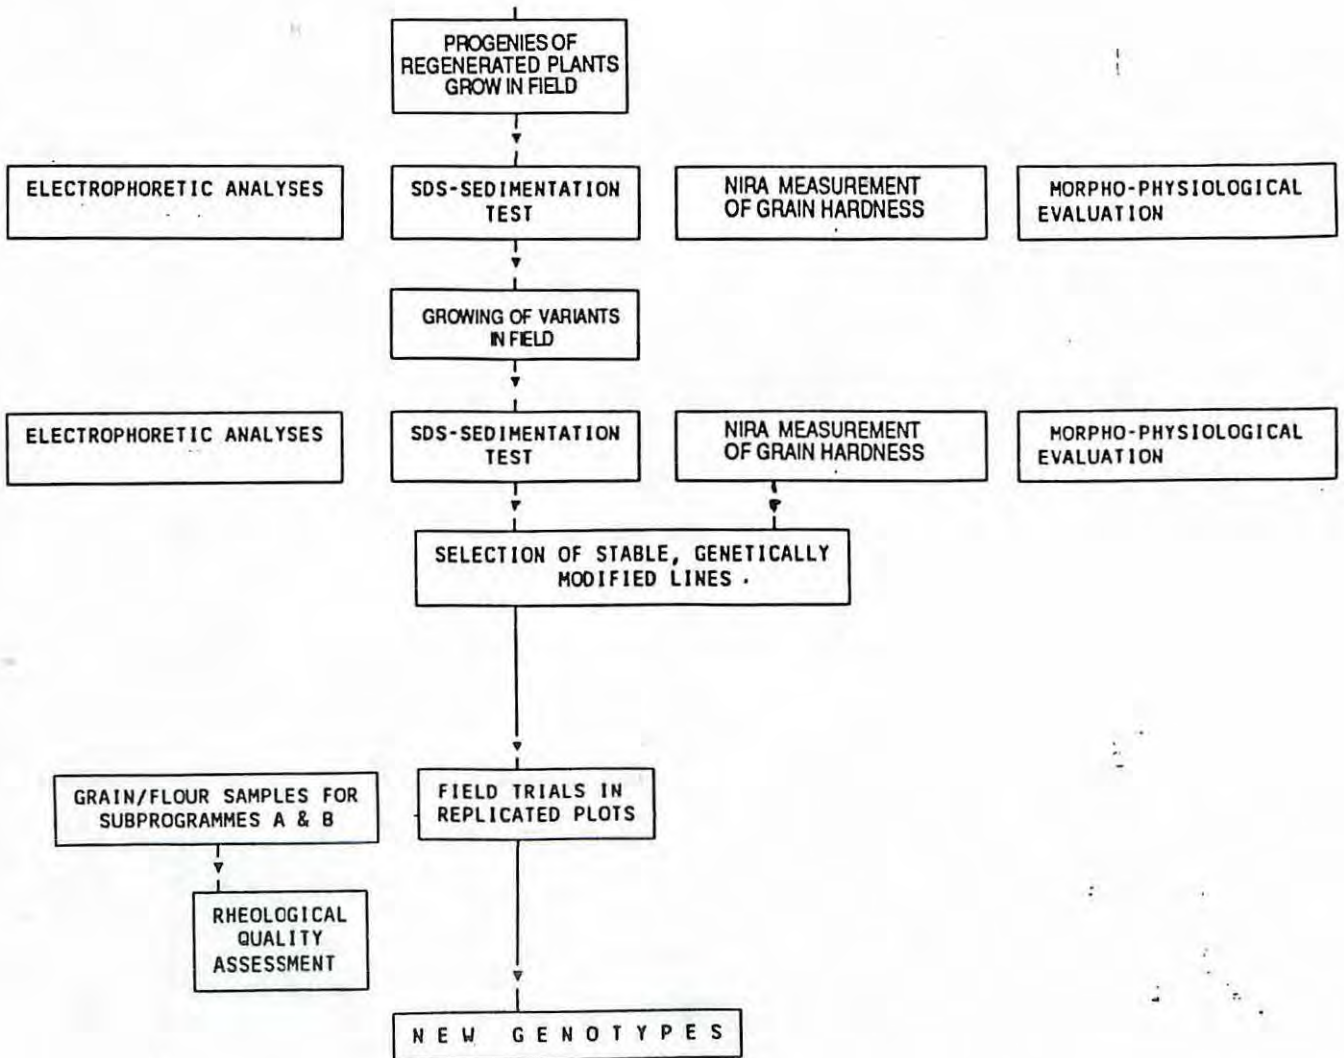 PROGENIES OF
REGENERATED PLANTS
GROW IN FIELD
ELECTROPHORETIC ANALYSES
SDS-SEDIMENTATION
TEST
NIRA MEASUREMENT
OF GRAIN HARDNESS
MORPHO-PHYSIOLOGICAL
EVALUATION
GROWING OF VARIANTS
IN FIELD
ELECTROPHORETIC ANALYSES
SDS-SEDIMENTATION
TEST
NIRA MEASUREMENT
OF GRAIN HARDNESS
MORPHO-PHYSIOLOGICAL
EVALUATION
SELECTION OF STABLE, GENETICALLY
MODIFIED LINES .
GRAIN/FLOUR SAMPLES FOR
SUBPROGRAMMES A & B
FIELD TRIALS IN
REPLICATED PLOTS
RHEOLOGICAL
QUALITY
ASSESSMENT
NEW GENOTYPES